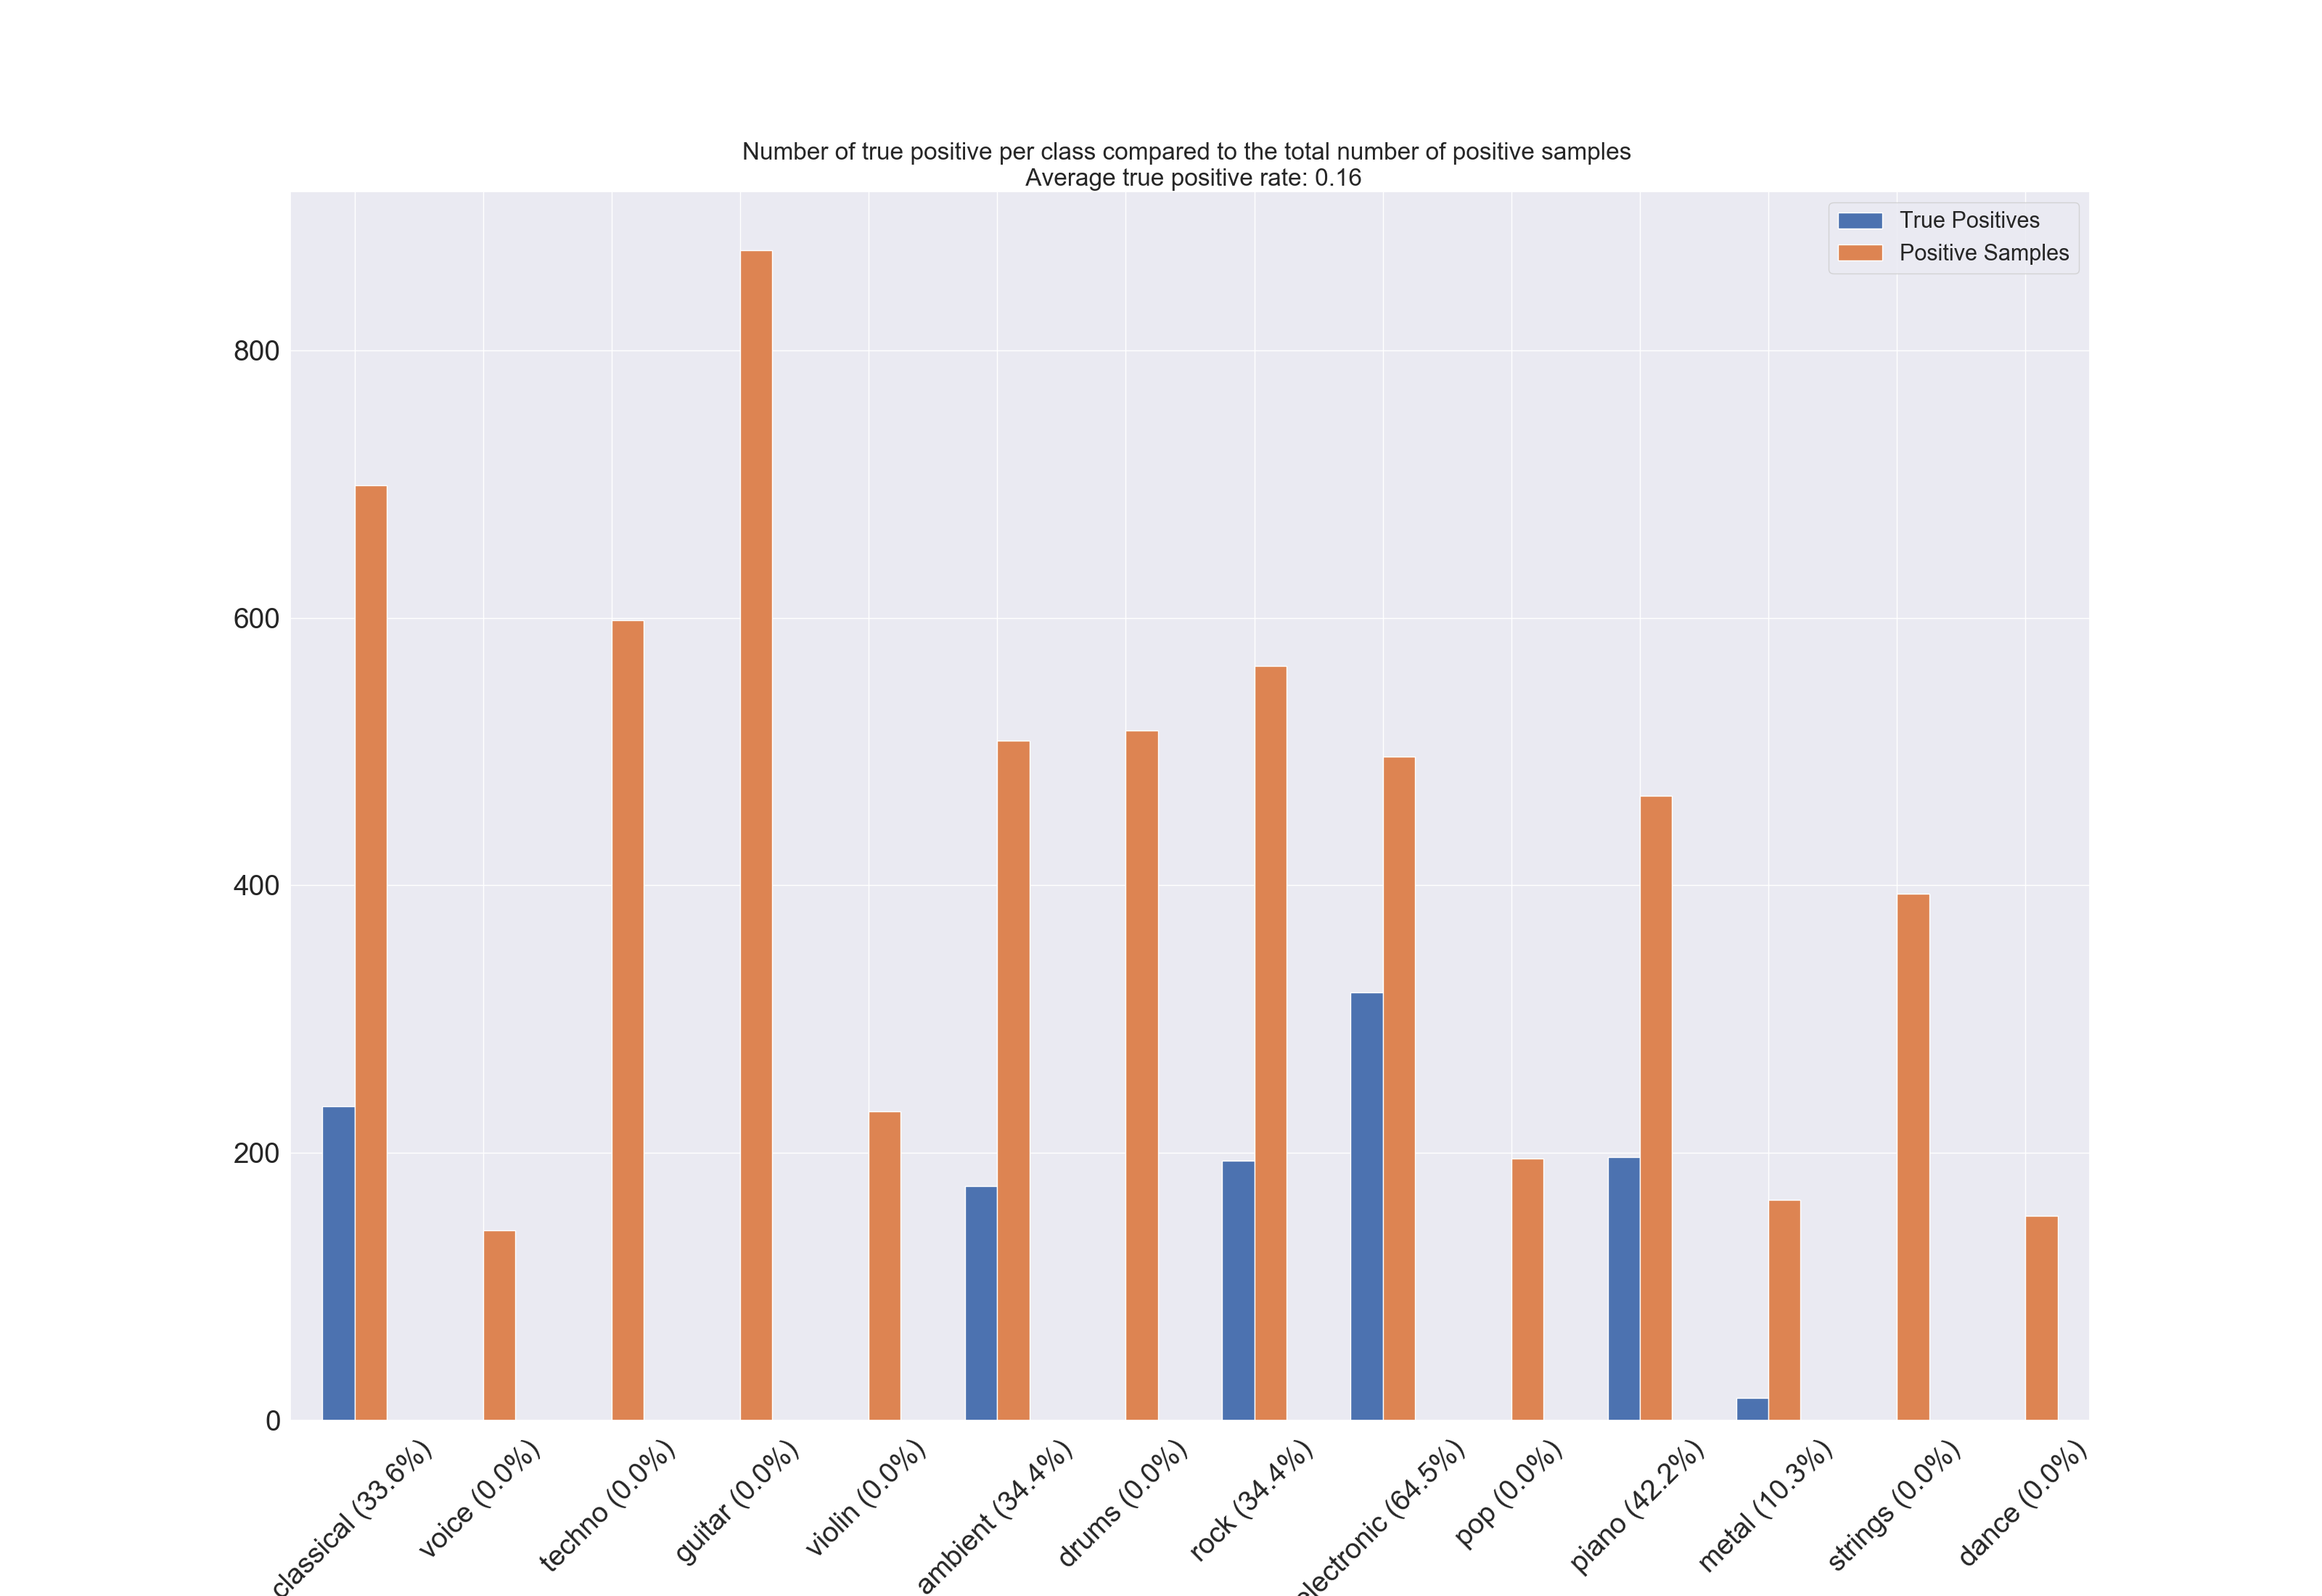 Number of true positive per class compared to the total number of positive samples
Average true positive rate: 0.16
True Positives
Positive Samples
800
600
400
200
0
classical (33.6%)
voice (0.0%)
techno (0.0%)
guitar (0.0%)
violin (0.0%)
ambient (34.4%)
drums (0.0%)
rock (34.4%)
electronic (64.5%)
pop (0.0%)
piano (42.2%)
metal (10.3%)
strings (0.0%)
dance (0.0%)